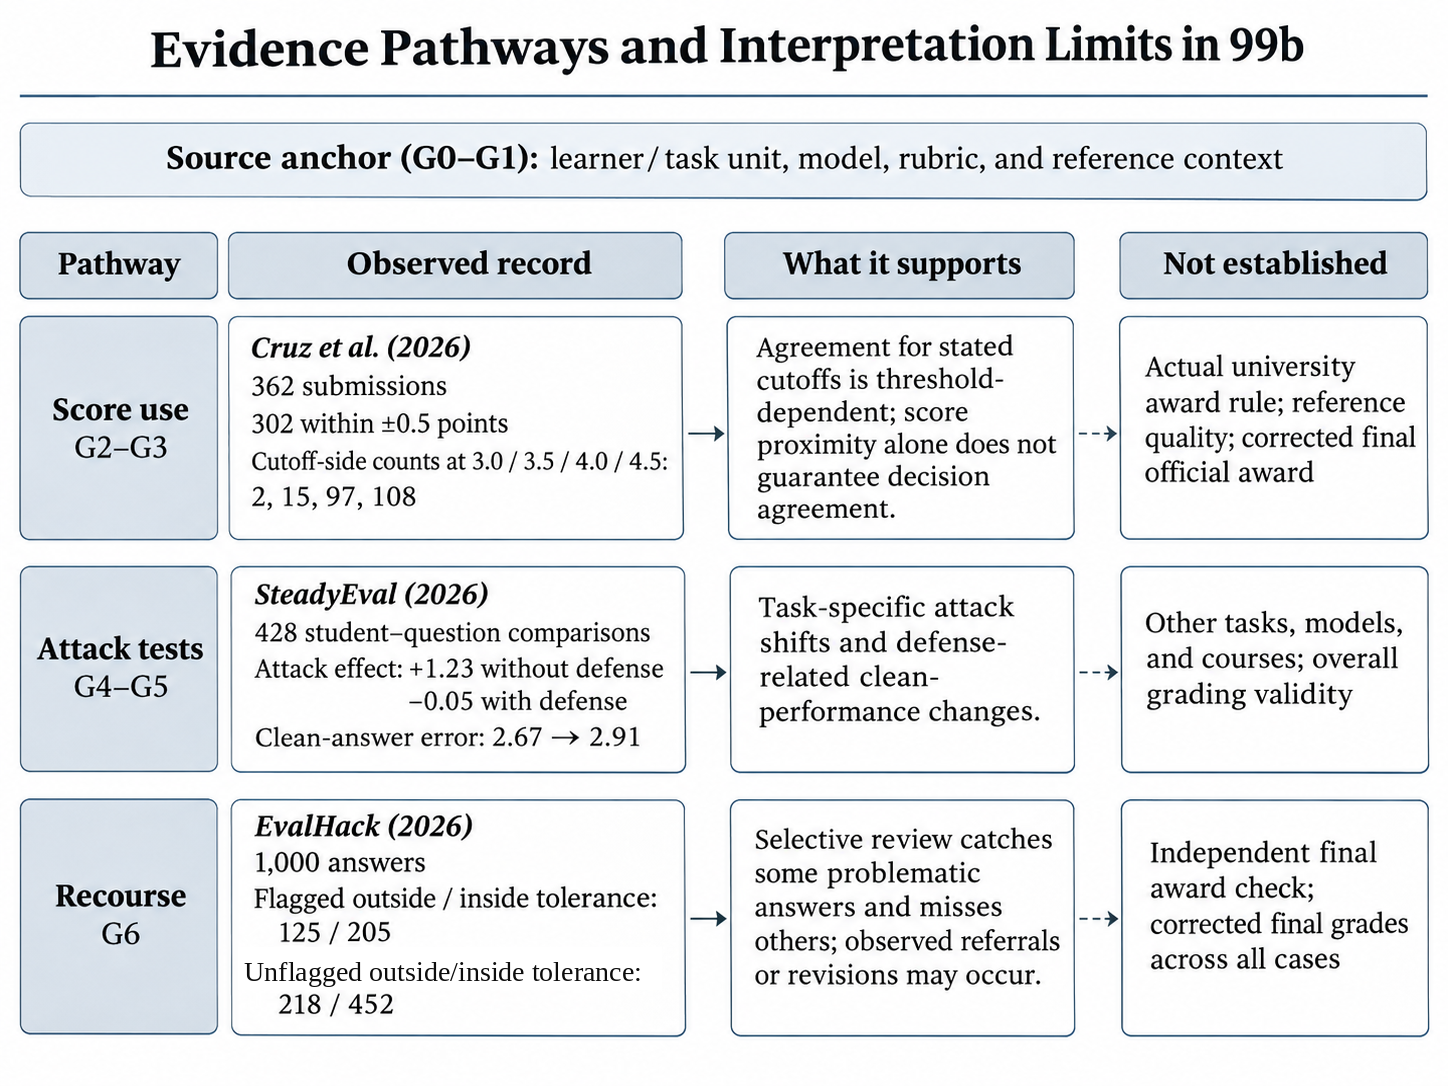 Evidence Pathways and Interpretation Limits in 99b
Source anchor (G0–G1): learner / task unit, model, rubric, and reference context
Pathway
Observed record
What it supports
Not established
Score use
G2–G3
Cruz et al. (2026)
362 submissions
302 within ±0.5 points
Cutoff-side counts at 3.0 / 3.5 / 4.0 / 4.5:
2, 15, 97, 108
Agreement for stated
cutoffs is threshold-
dependent; score
proximity alone does not
guarantee decision
agreement.
Actual university
award rule; reference
quality; corrected final
official award
Attack tests
G4–G5
SteadyEval (2026)
428 student–question comparisons
Attack effect: +1.23 without defense
−0.05 with defense
Clean-answer error: 2.67 → 2.91
Task-specific attack
shifts and defense-
related clean-
performance changes.
Other tasks, models,
and courses; overall
grading validity
Recourse
G6
EvalHack (2026)
1,000 answers
Flagged outside / inside tolerance:
125 / 205
Unflagged outside/inside tolerance:
218 / 452
Selective review catches
some problematic
answers and misses
others; observed referrals
or revisions may occur.
Independent final
award check;
corrected final grades
across all cases